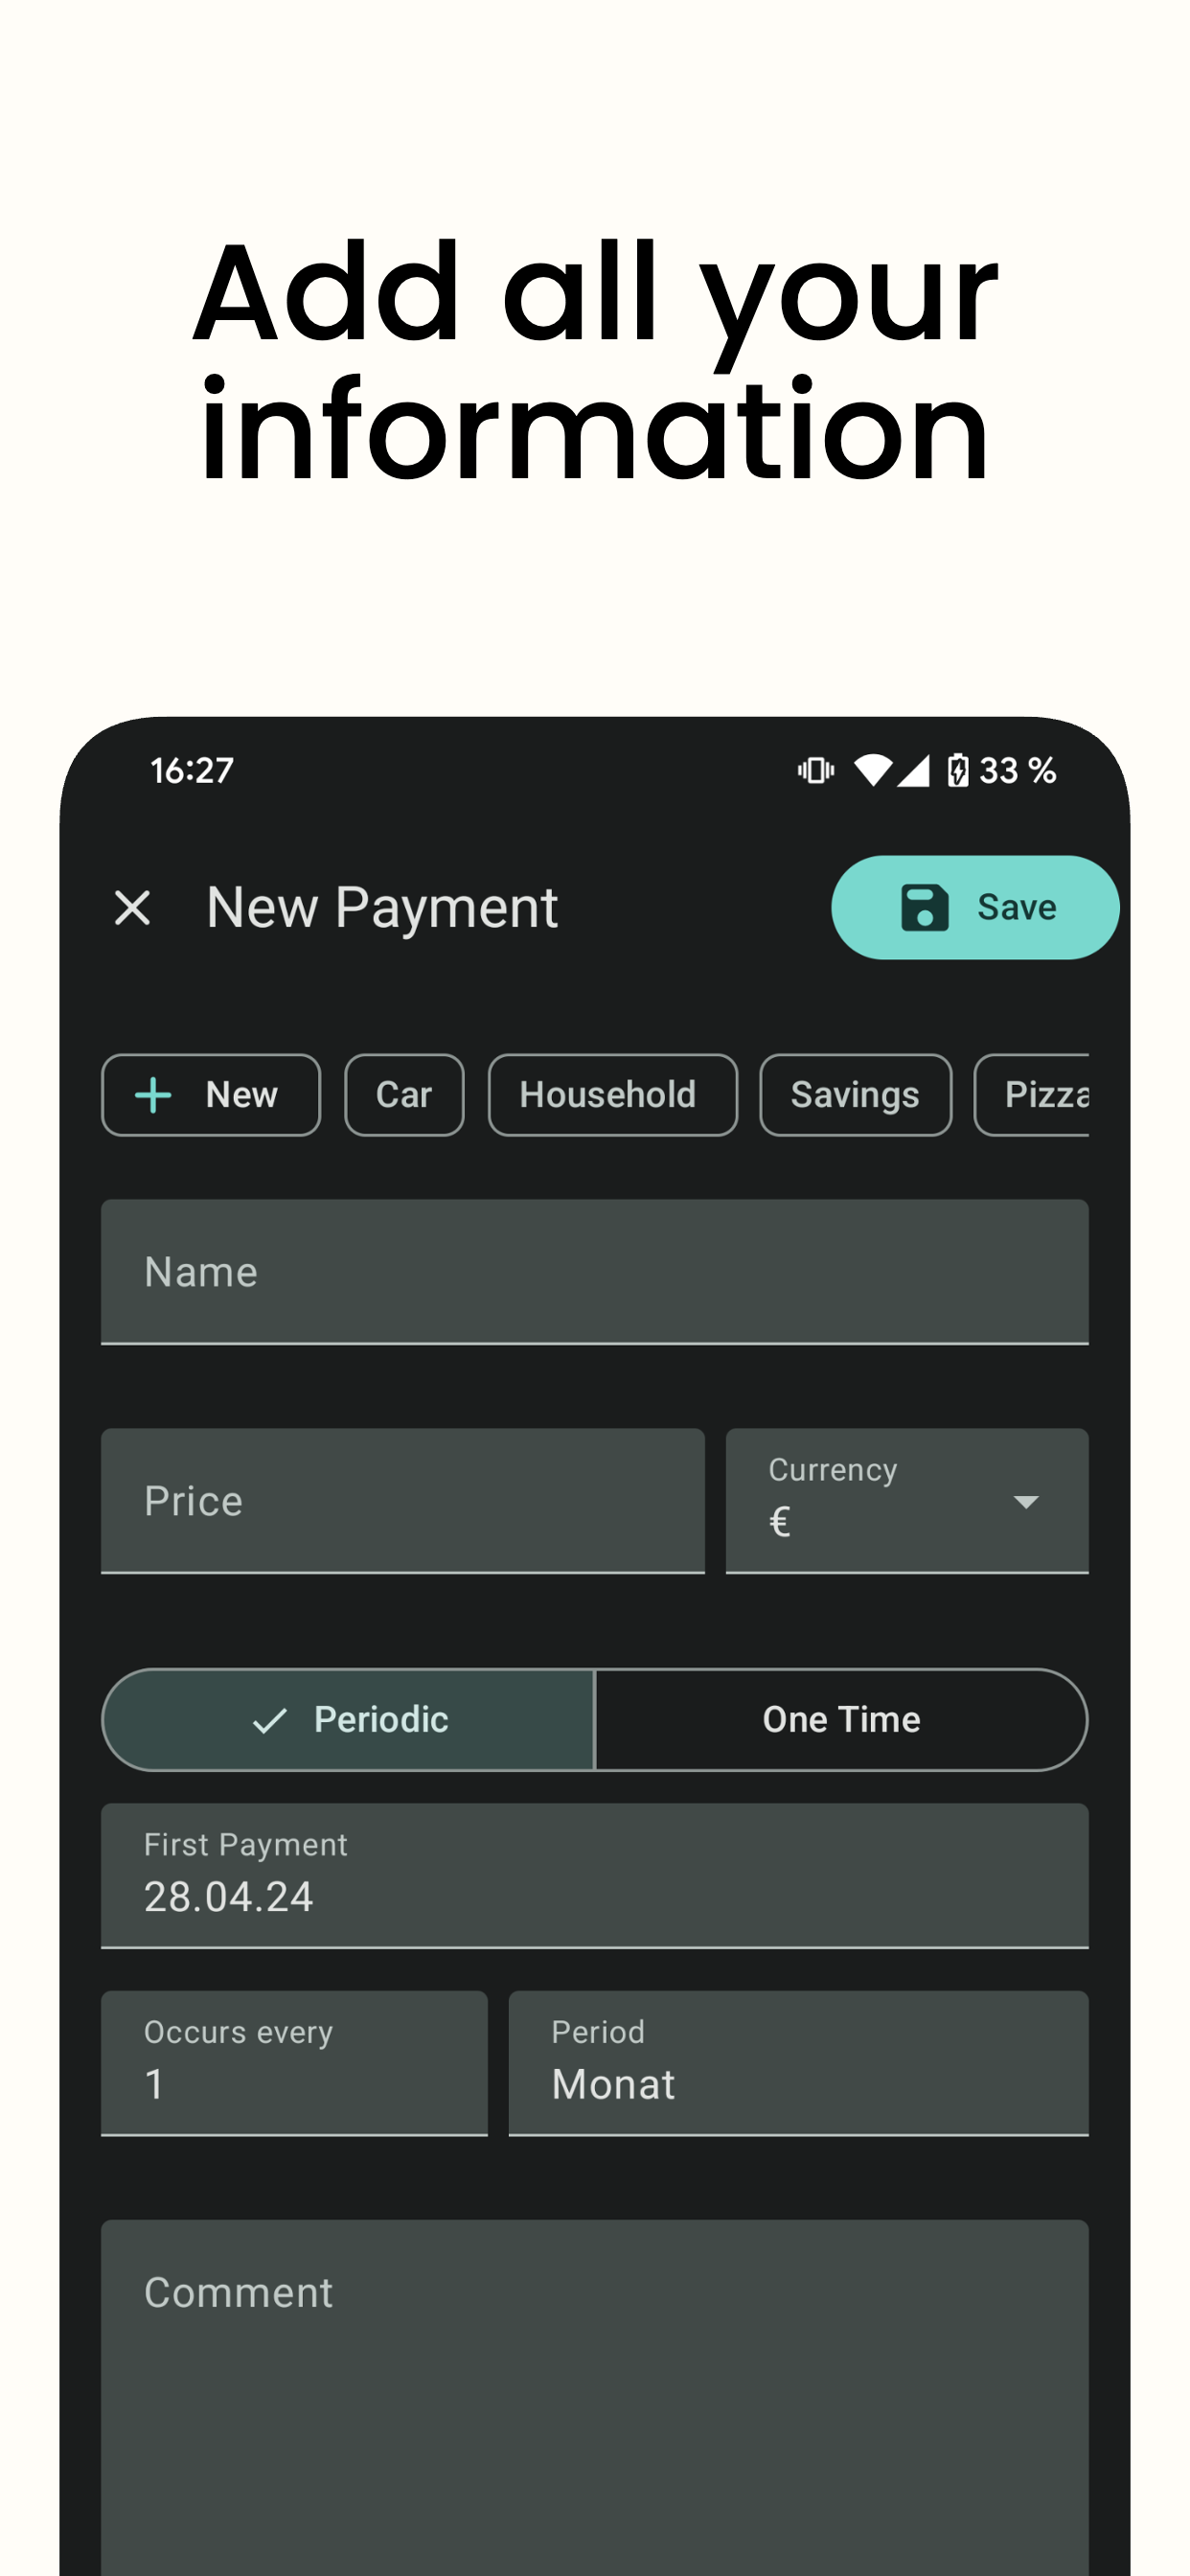 Add all your
information
16:27 33 %
New Payment Save
New Car Household Savings Pizza
Name
Price
Currency
€
Periodic One Time
First Payment
28.04.24
Occurs every Period
1 Monat
Comment